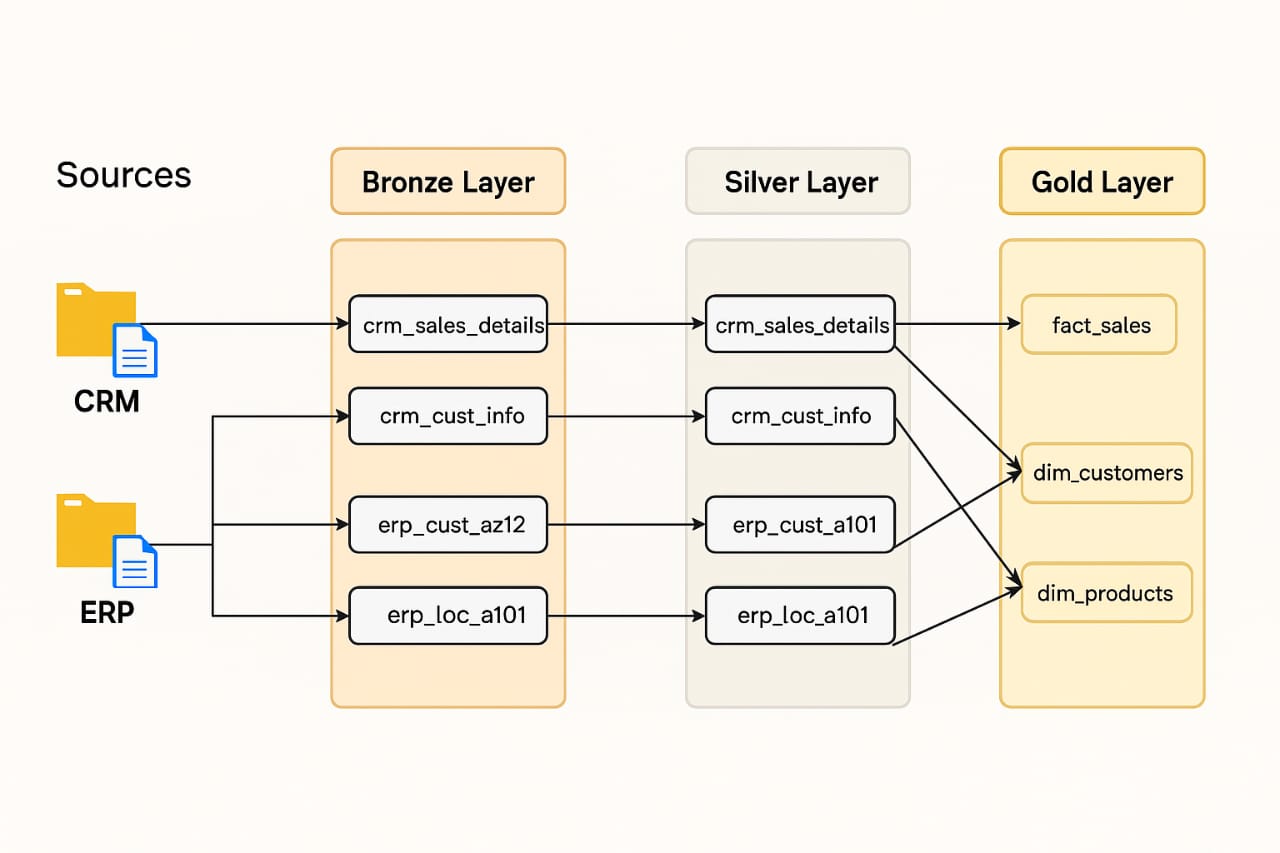 Sources
Bronze Layer
Silver Layer
Gold Layer
CRM
crm_sales_details
crm_sales_details
fact_sales
crm_cust_info
crm_cust_info
dim_customers
ERP
erp_cust_az12
erp_cust_a101
dim_products
erp_loc_a101
erp_loc_a101